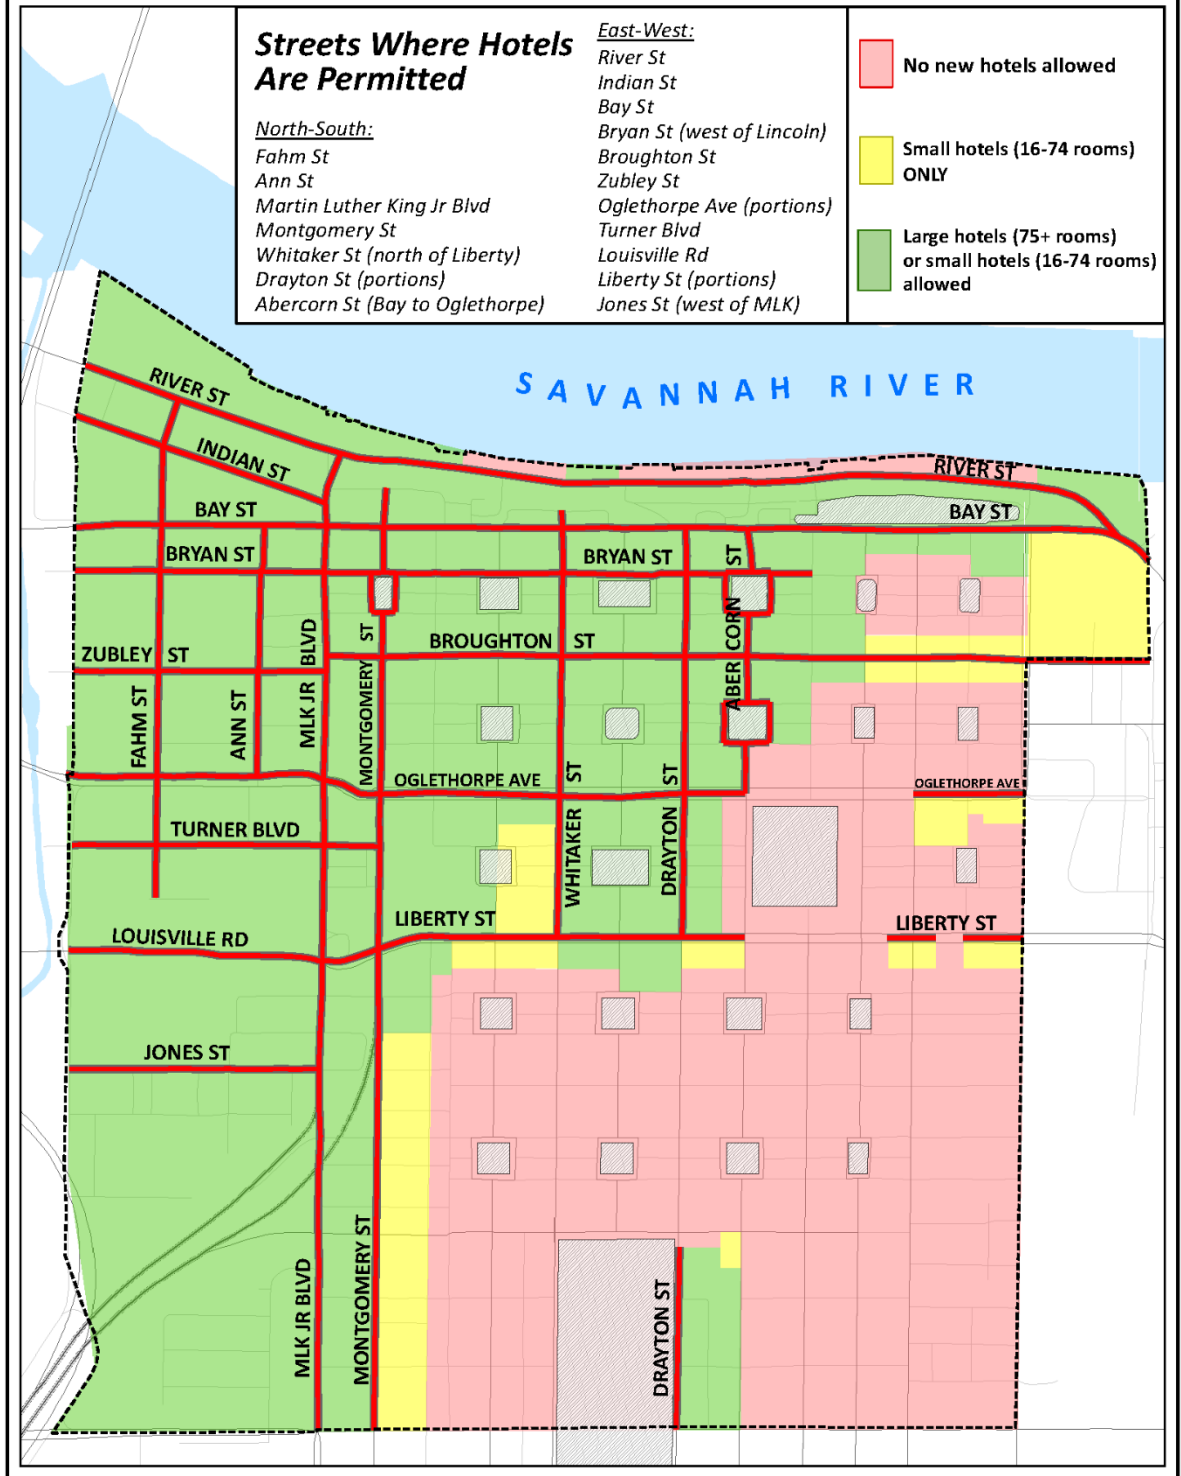 Streets Where Hotels
Are Permitted
North-South:
Fahm St
Ann St
Martin Luther King Jr Blvd
Montgomery St
Whitaker St (north of Liberty)
Drayton St (portions)
Abercorn St (Bay to Oglethorpe)
East-West:
River St
Indian St
Bay St
Bryan St (west of Lincoln)
Broughton St
Zubley St
Oglethorpe Ave (portions)
Turner Blvd
Louisville Rd
Liberty St (portions)
Jones St (west of MLK)
No new hotels allowed
Small hotels (16-74 rooms)
ONLY
Large hotels (75+ rooms)
or small hotels (16-74 rooms)
allowed
SAVANNAH RIVER
RIVER ST
RIVER ST
INDIAN ST
BAY ST
BAY ST
BRYAN ST
BRYAN ST
ABER CORN ST
ZUBLEY ST
BROUGHTON ST
FAHM ST
ANN ST
MLK JR BLVD
MONTGOMERY ST
OGLETHORPE AVE
OGLETHORPE AVE
WHITAKER ST
DRAYTON ST
TURNER BLVD
LIBERTY ST
LIBERTY ST
LOUISVILLE RD
JONES ST
MLK JR BLVD
MONTGOMERY ST
DRAYTON ST